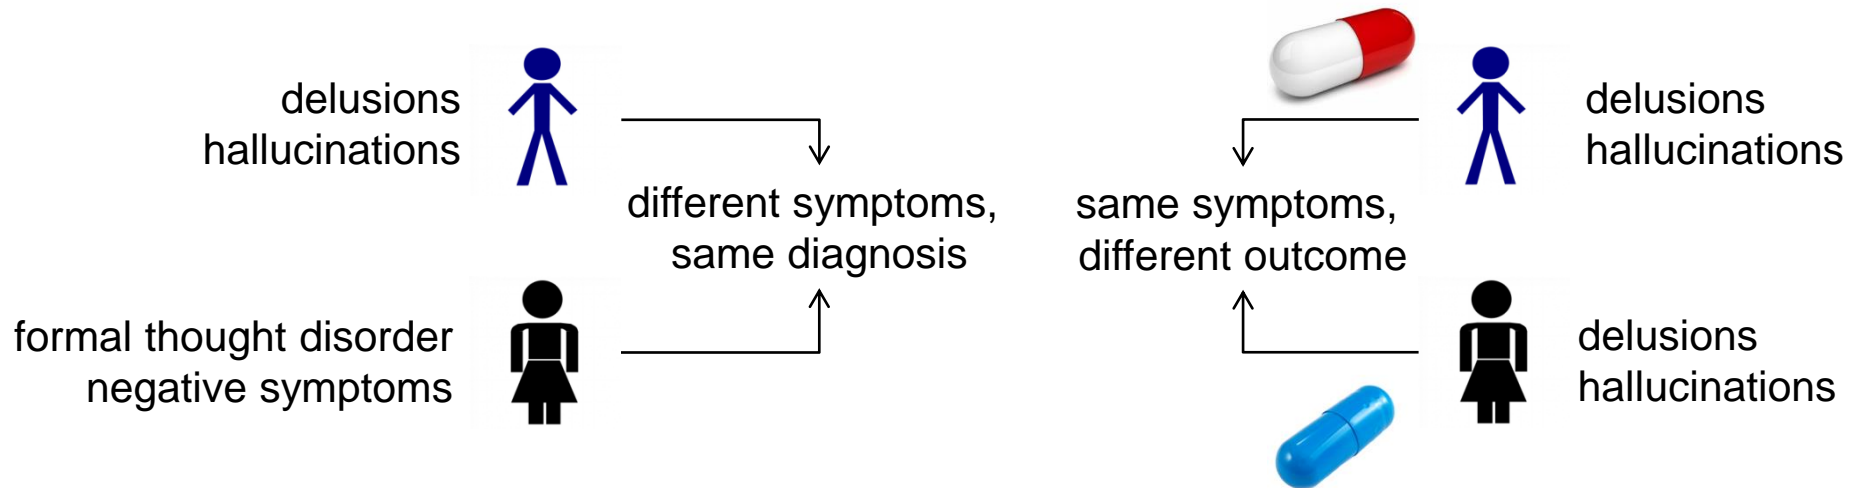 delusions
hallucinations
formal thought disorder
negative symptoms
different symptoms,
same diagnosis
same symptoms,
different outcome
delusions
hallucinations
delusions
hallucinations